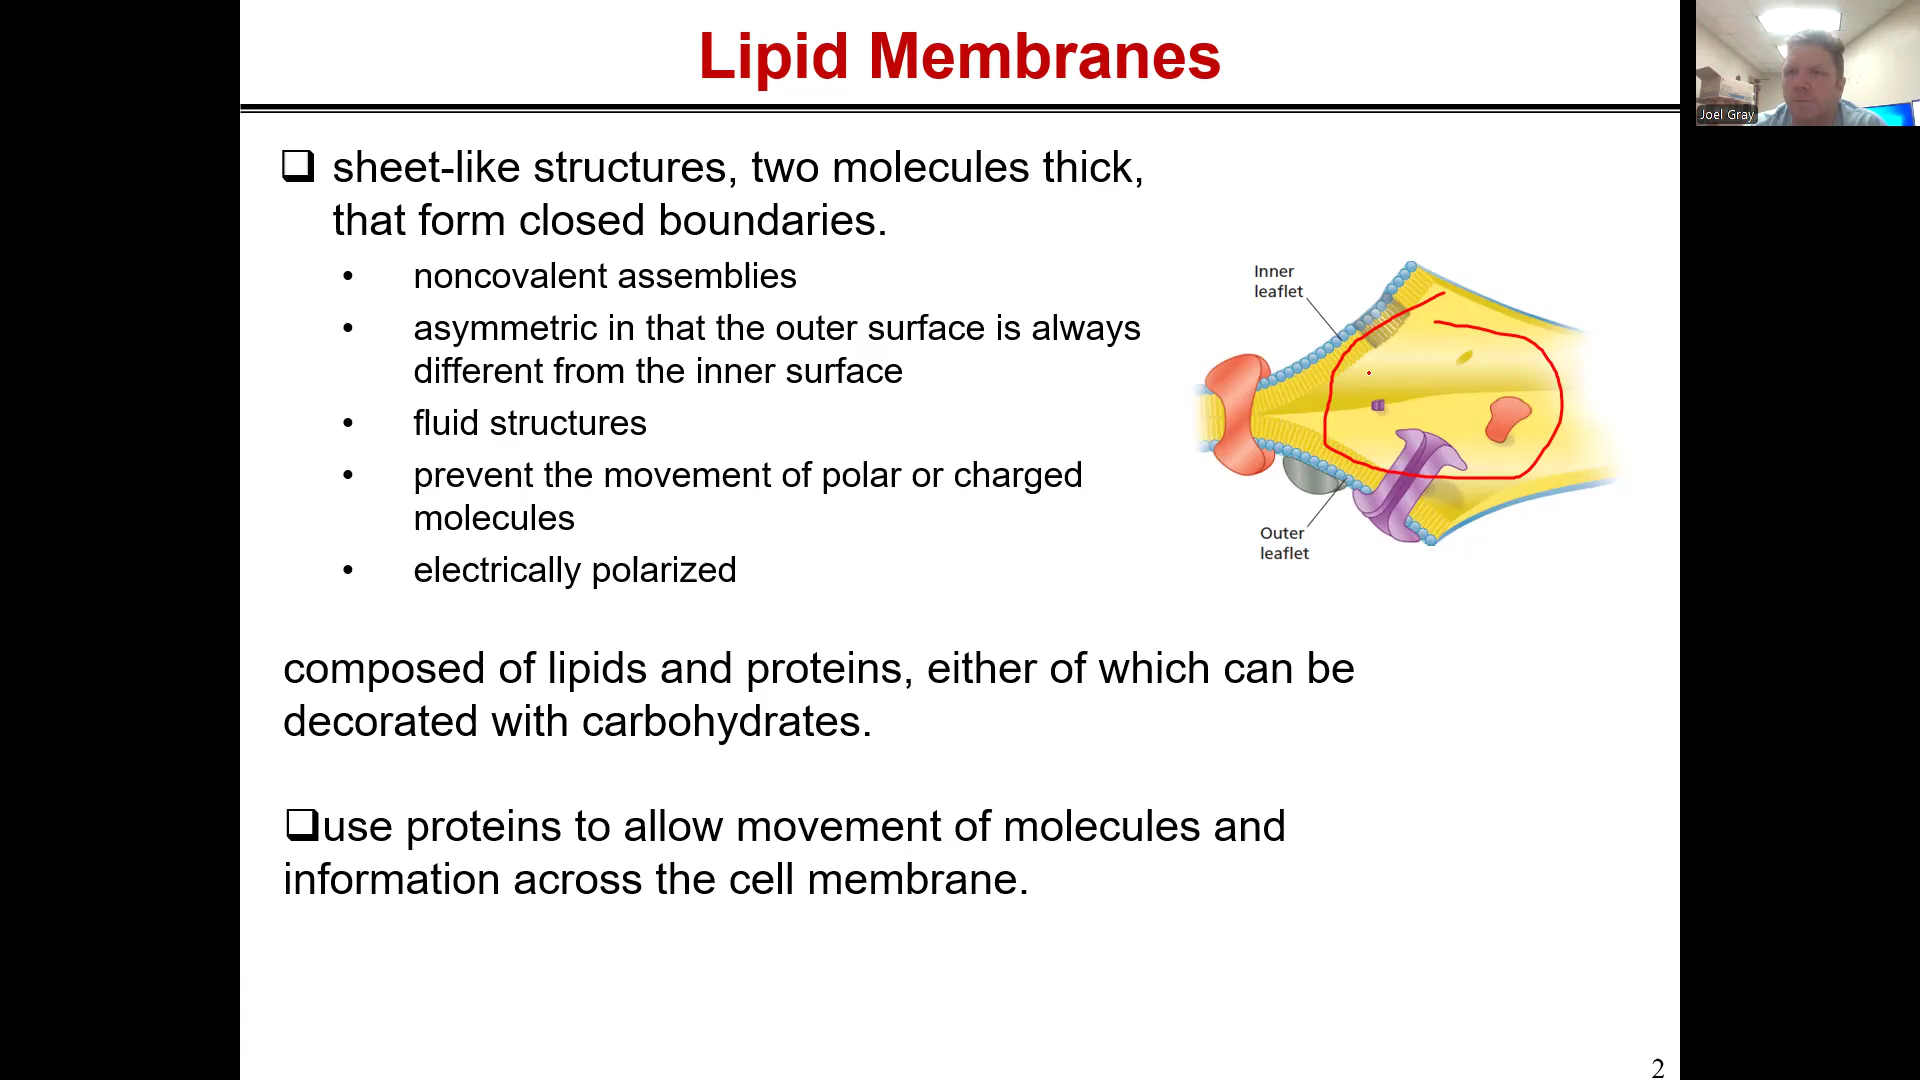 Lipid Membranes
Joel Gray
❑ sheet-like structures, two molecules thick,
that form closed boundaries.
• noncovalent assemblies
• asymmetric in that the outer surface is always
different from the inner surface
• fluid structures
• prevent the movement of polar or charged
molecules
• electrically polarized
Inner
leaflet
Outer
leaflet
composed of lipids and proteins, either of which can be
decorated with carbohydrates.
❑use proteins to allow movement of molecules and
information across the cell membrane.
2